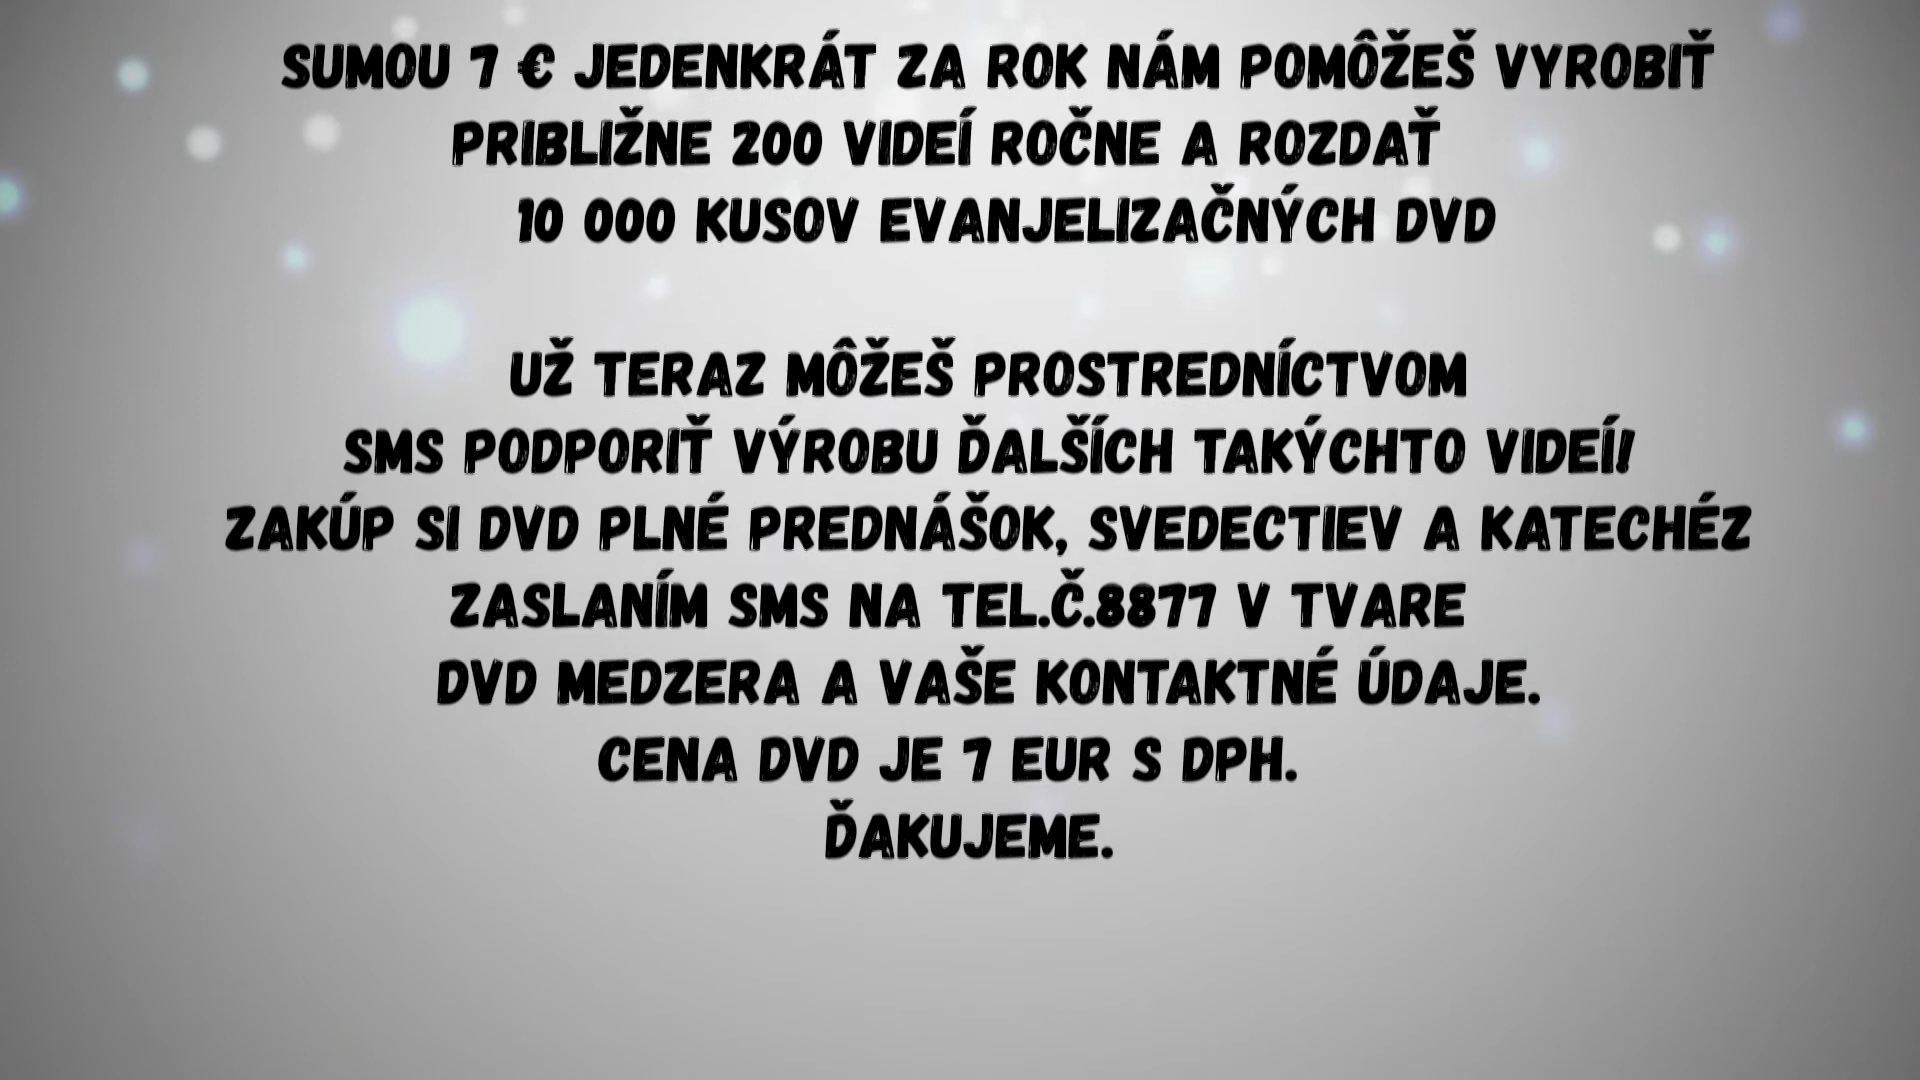 SUMOU 7 € JEDENKRÁT ZA ROK NÁM POMÔŽEŠ VYROBIŤ
PRIBLIŽNE 200 VIDEÍ ROČNE A ROZDAŤ
10 000 KUSOV EVANJELIZAČNÝCH DVD
UŽ TERAZ MÔŽEŠ PROSTREDNÍCTVOM
SMS PODPORIŤ VÝROBU ĎALŠÍCH TAKÝCHTO VIDEÍ!
ZAKÚP SI DVD PLNÉ PREDNÁŠOK, SVEDECTIEV A KATECHÉZ
ZASLANÍM SMS NA TEL.Č.8877 V TVARE
DVD MEDZERA A VAŠE KONTAKTNÉ ÚDAJE.
CENA DVD JE 7 EUR S DPH.
ĎAKUJEME.